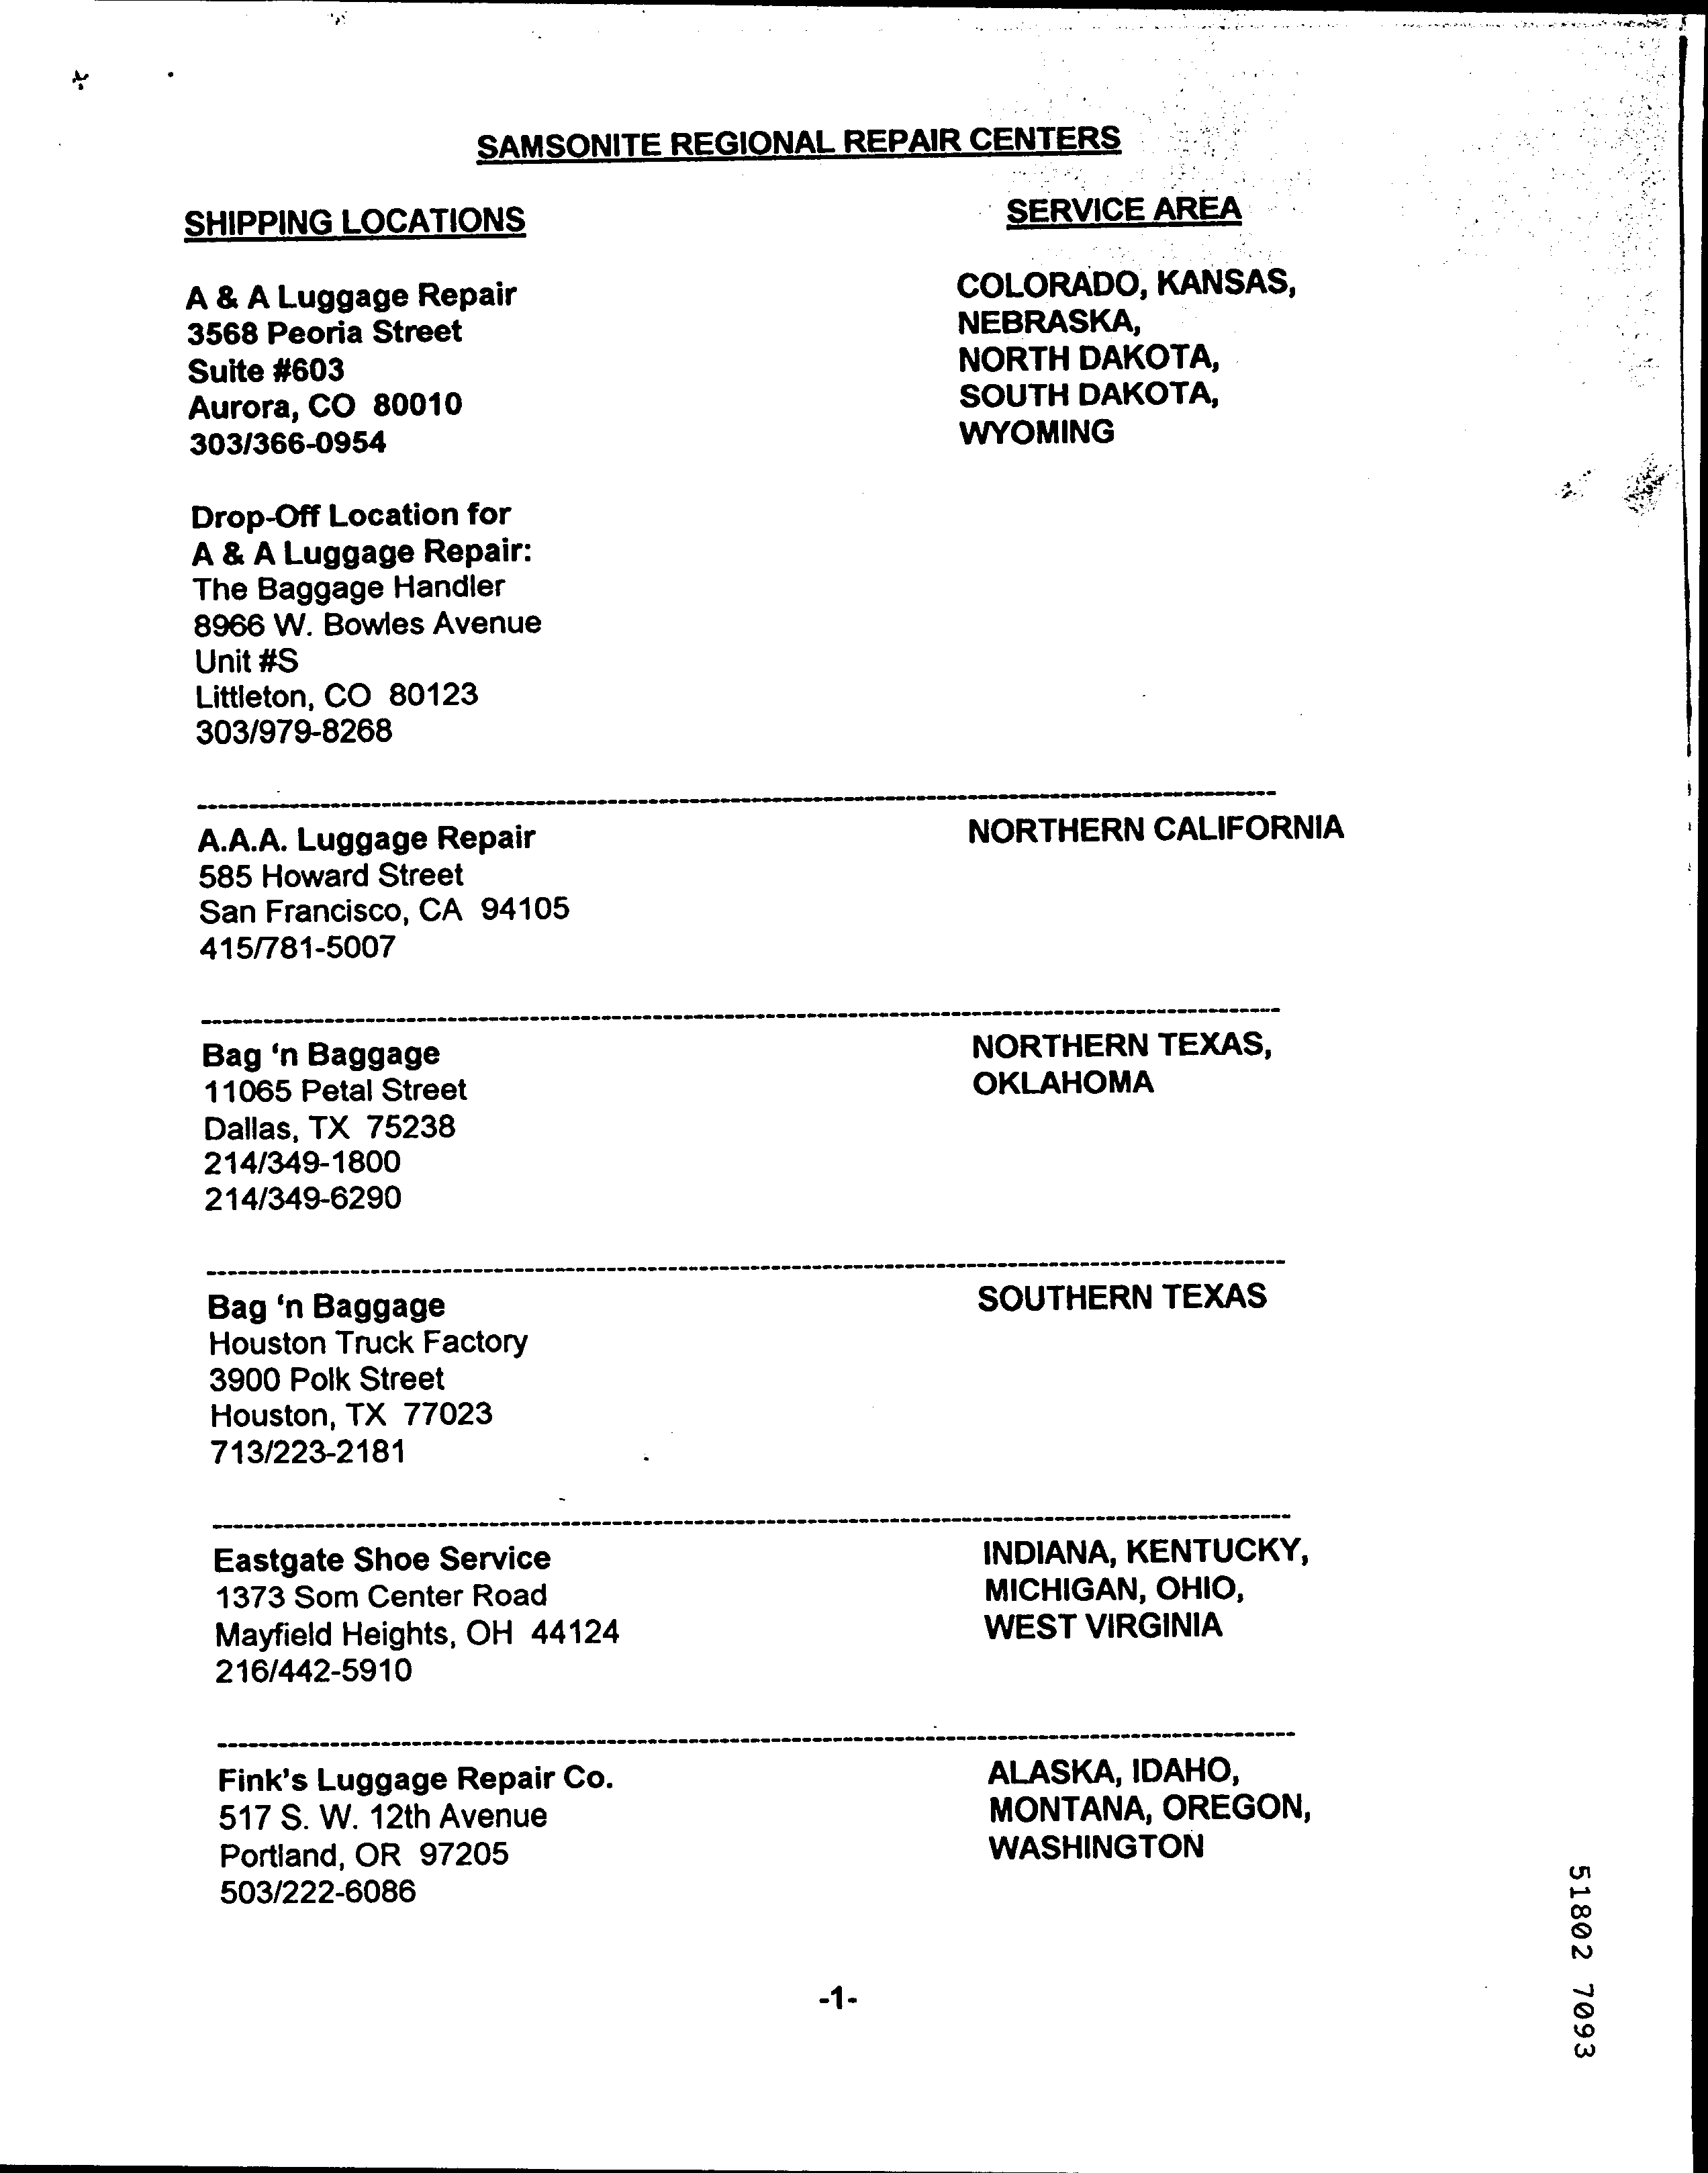 SAMSONITE REGIONAL REPAIR CENTERS
SHIPPING LOCATIONS
SERVICE AREA
A & A Luggage Repair
3568 Peoria Street
Suite #603
Aurora, CO 80010
303/366-0954
COLORADO, KANSAS,
NEBRASKA,
NORTH DAKOTA,
SOUTH DAKOTA,
WYOMING
Drop-Off Location for
A & A Luggage Repair:
The Baggage Handler
8966 W. Bowles Avenue
Unit #S
Littleton, CO 80123
303/979-8268
A.A.A. Luggage Repair
585 Howard Street
San Francisco, CA 94105
415/781-5007
NORTHERN CALIFORNIA
Bag 'n Baggage
11065 Petal Street
Dallas, TX 75238
214/349-1800
214/349-6290
NORTHERN TEXAS,
OKLAHOMA
Bag 'n Baggage
Houston Truck Factory
3900 Polk Street
Houston, TX 77023
713/223-2181
SOUTHERN TEXAS
Eastgate Shoe Service
1373 Som Center Road
Mayfield Heights, OH 44124
216/442-5910
INDIANA, KENTUCKY,
MICHIGAN, OHIO,
WEST VIRGINIA
Fink's Luggage Repair Co.
517 S. W. 12th Avenue
Portland, OR 97205
503/222-6086
ALASKA, IDAHO,
MONTANA, OREGON,
WASHINGTON
-1-
51802 7093